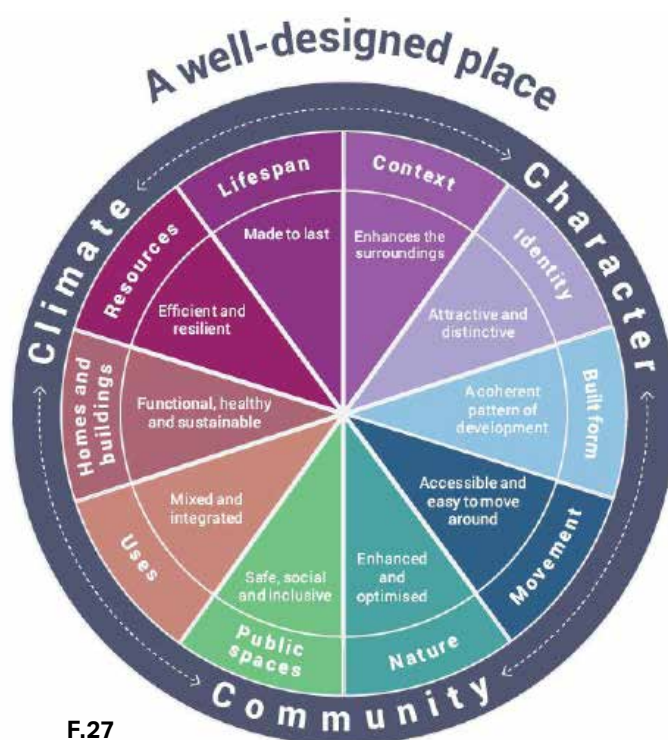 A well-designed place
Climate
Character
Community
Context
Enhances the
surroundings
Identity
Attractive and
distinctive
Built form
A coherent
pattern of
development
Movement
Accessible and
easy to move
around
Nature
Enhanced
and
optimised
Public
spaces
Safe, social
and inclusive
Uses
Mixed and
integrated
Homes and
buildings
Functional, healthy
and sustainable
Resources
Efficient and
resilient
Lifespan
Made to last
F.27